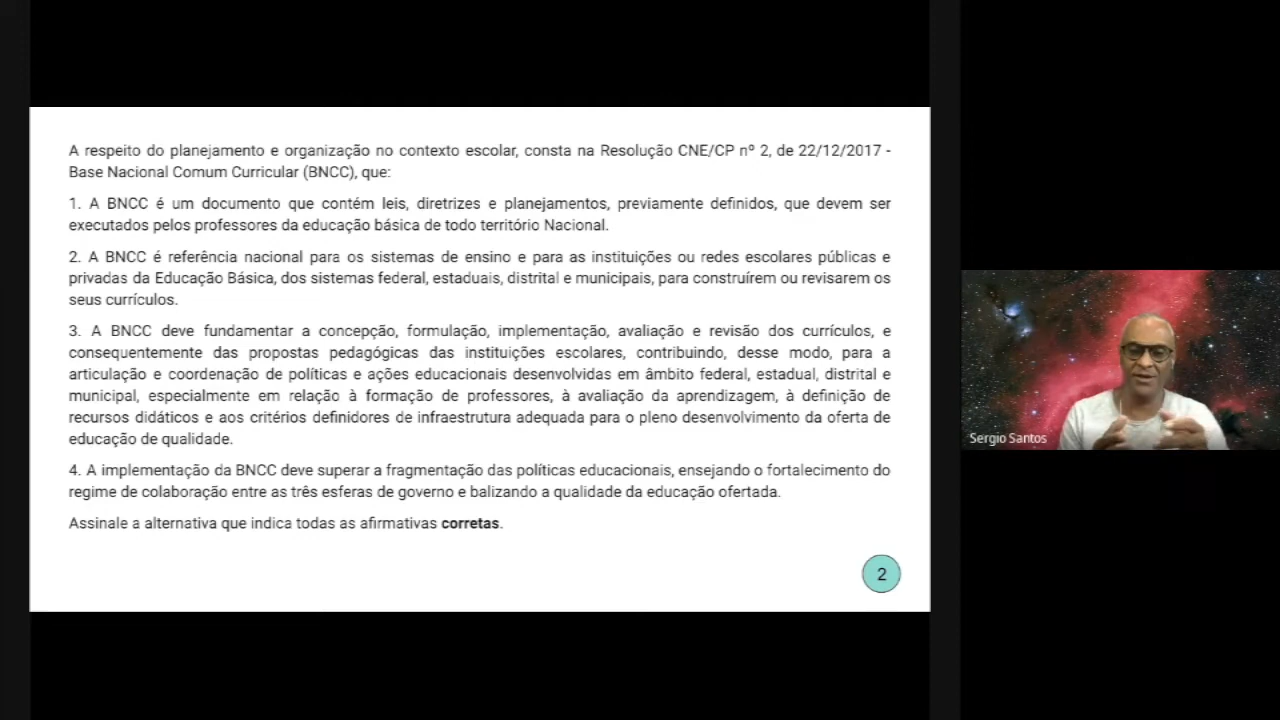 A respeito do planejamento e organização no contexto escolar, consta na Resolução CNE/CP nº 2, de 22/12/2017 -
Base Nacional Comum Curricular (BNCC), que:
1. A BNCC é um documento que contém leis, diretrizes e planejamentos, previamente definidos, que devem ser
executados pelos professores da educação básica de todo território Nacional.
2. A BNCC é referência nacional para os sistemas de ensino e para as instituições ou redes escolares públicas e
privadas da Educação Básica, dos sistemas federal, estaduais, distrital e municipais, para construírem ou revisarem os
seus currículos.
3. A BNCC deve fundamentar a concepção, formulação, implementação, avaliação e revisão dos currículos, e
consequentemente das propostas pedagógicas das instituições escolares, contribuindo, desse modo, para a
articulação e coordenação de políticas e ações educacionais desenvolvidas em âmbito federal, estadual, distrital e
municipal, especialmente em relação à formação de professores, à avaliação da aprendizagem, à definição de
recursos didáticos e aos critérios definidores de infraestrutura adequada para o pleno desenvolvimento da oferta de
educação de qualidade.
4. A implementação da BNCC deve superar a fragmentação das políticas educacionais, ensejando o fortalecimento do
regime de colaboração entre as três esferas de governo e balizando a qualidade da educação ofertada.
Assinale a alternativa que indica todas as afirmativas corretas.
2
Sergio Santos